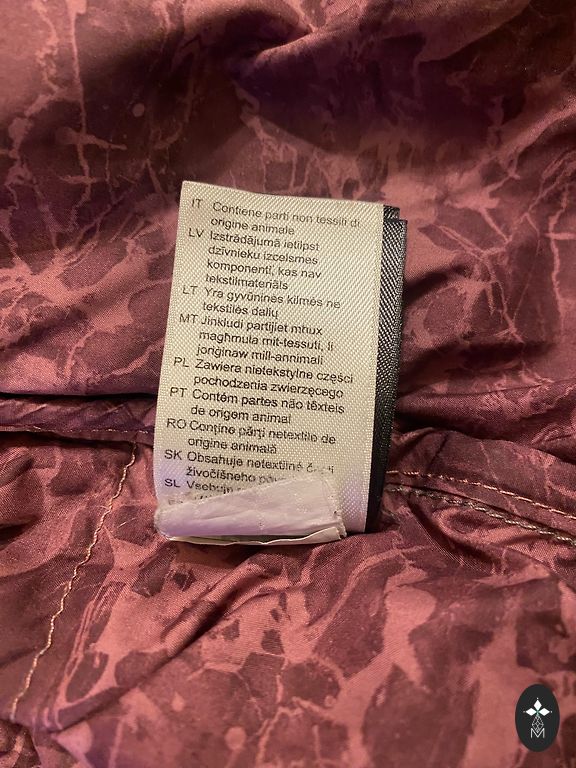 IT Contiene parti non tessili di
origine animale
LV Izstrādājumā ietilpst
dzīvnieku izcelsmes
komponenti, kas nav
tekstilmateriāls
LT Yra gyvūninės kilmės ne
tekstilės dalių
MT Jinkludi partijiet mhux
magħmula mit-tessuti, li
joriġinaw mill-annimali
PL Zawiera nietekstylne części
pochodzenia zwierzęcego
PT Contém partes não têxteis
de origem animal
RO Conţine părţi netextile de
origine animală
SK Obsahuje netextilné
živočíšneho
SL
M